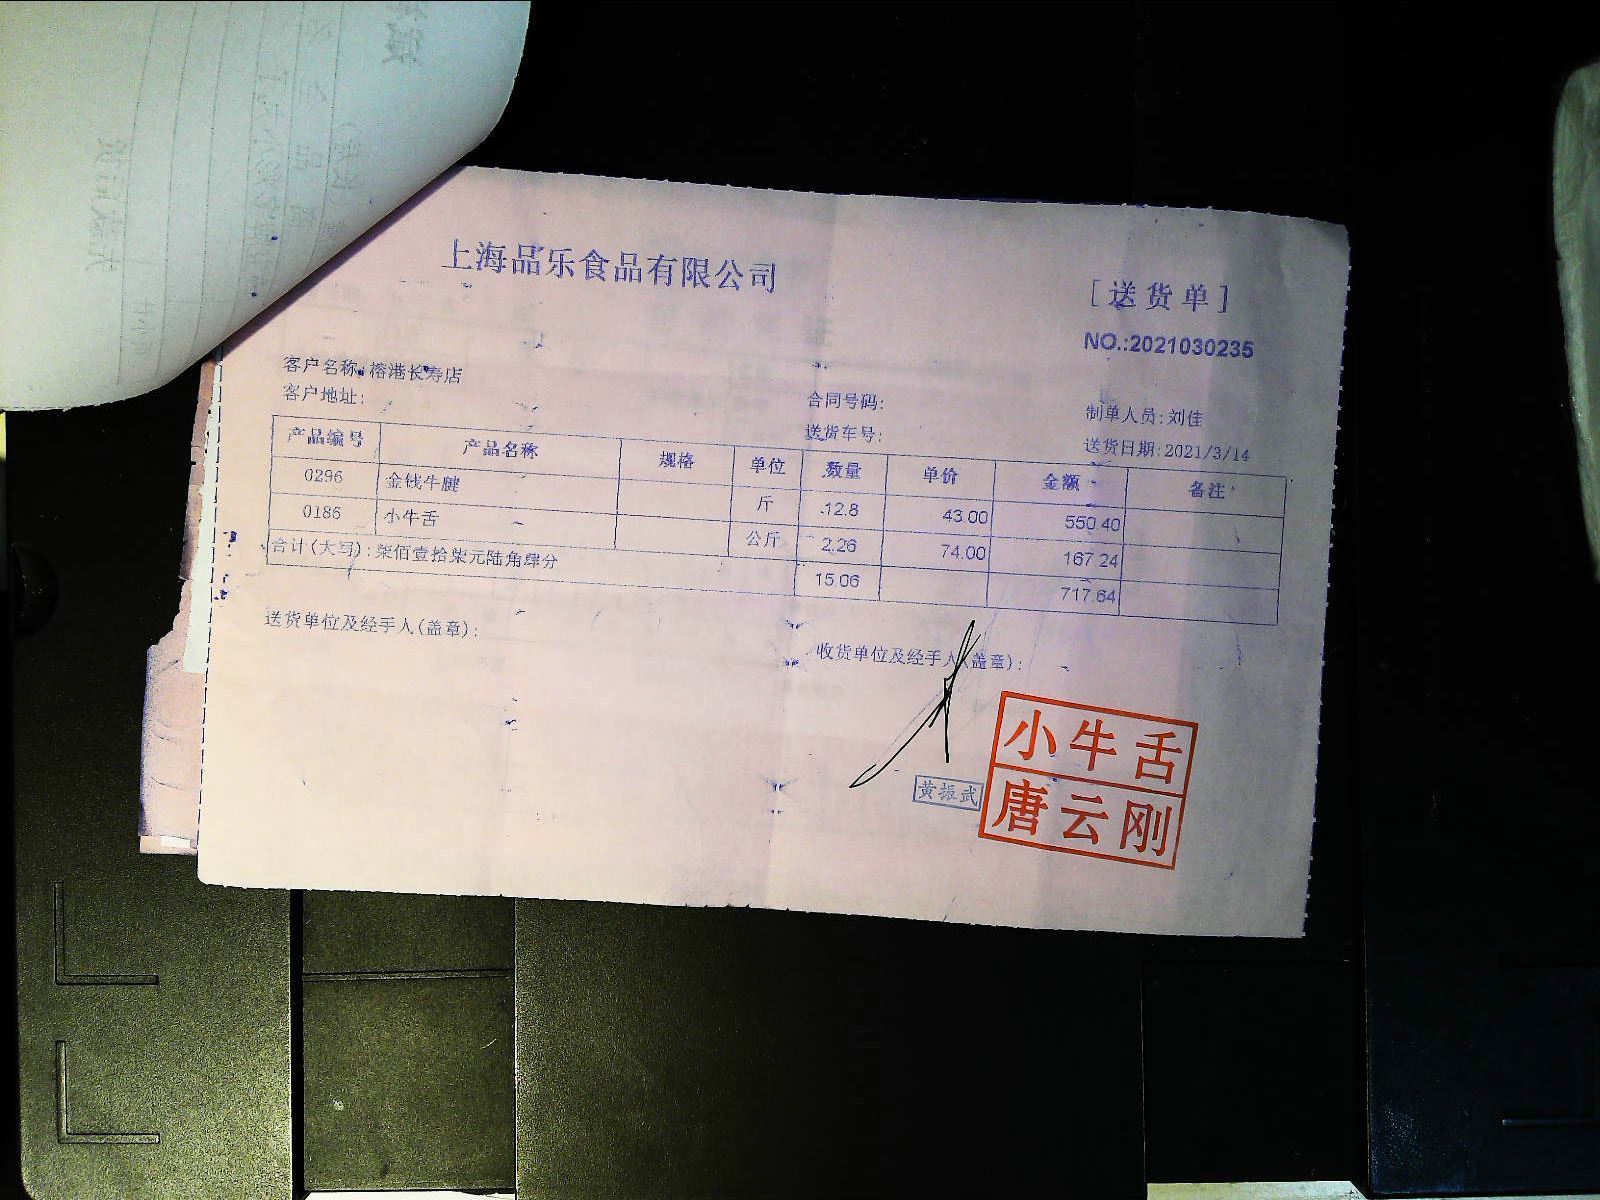 上海品乐食品有限公司
[送货单]
NO.:2021030235
客户名称:榕港长寿店
客户地址:
合同号码:
制单人员:刘佳
送货车号:
送货日期:2021/3/14
产品编号 产品名称 规格 单位 数量 单价 金额 备注
0296 金钱牛腱 斤 12.8 43.00 550.40
0186 小牛舌 公斤 2.26 74.00 167.24
合计(大写):柒佰壹拾柒元陆角肆分 15.06 717.64
送货单位及经手人(盖章):
收货单位及经手人(盖章):
黄振武
小牛舌
唐云刚